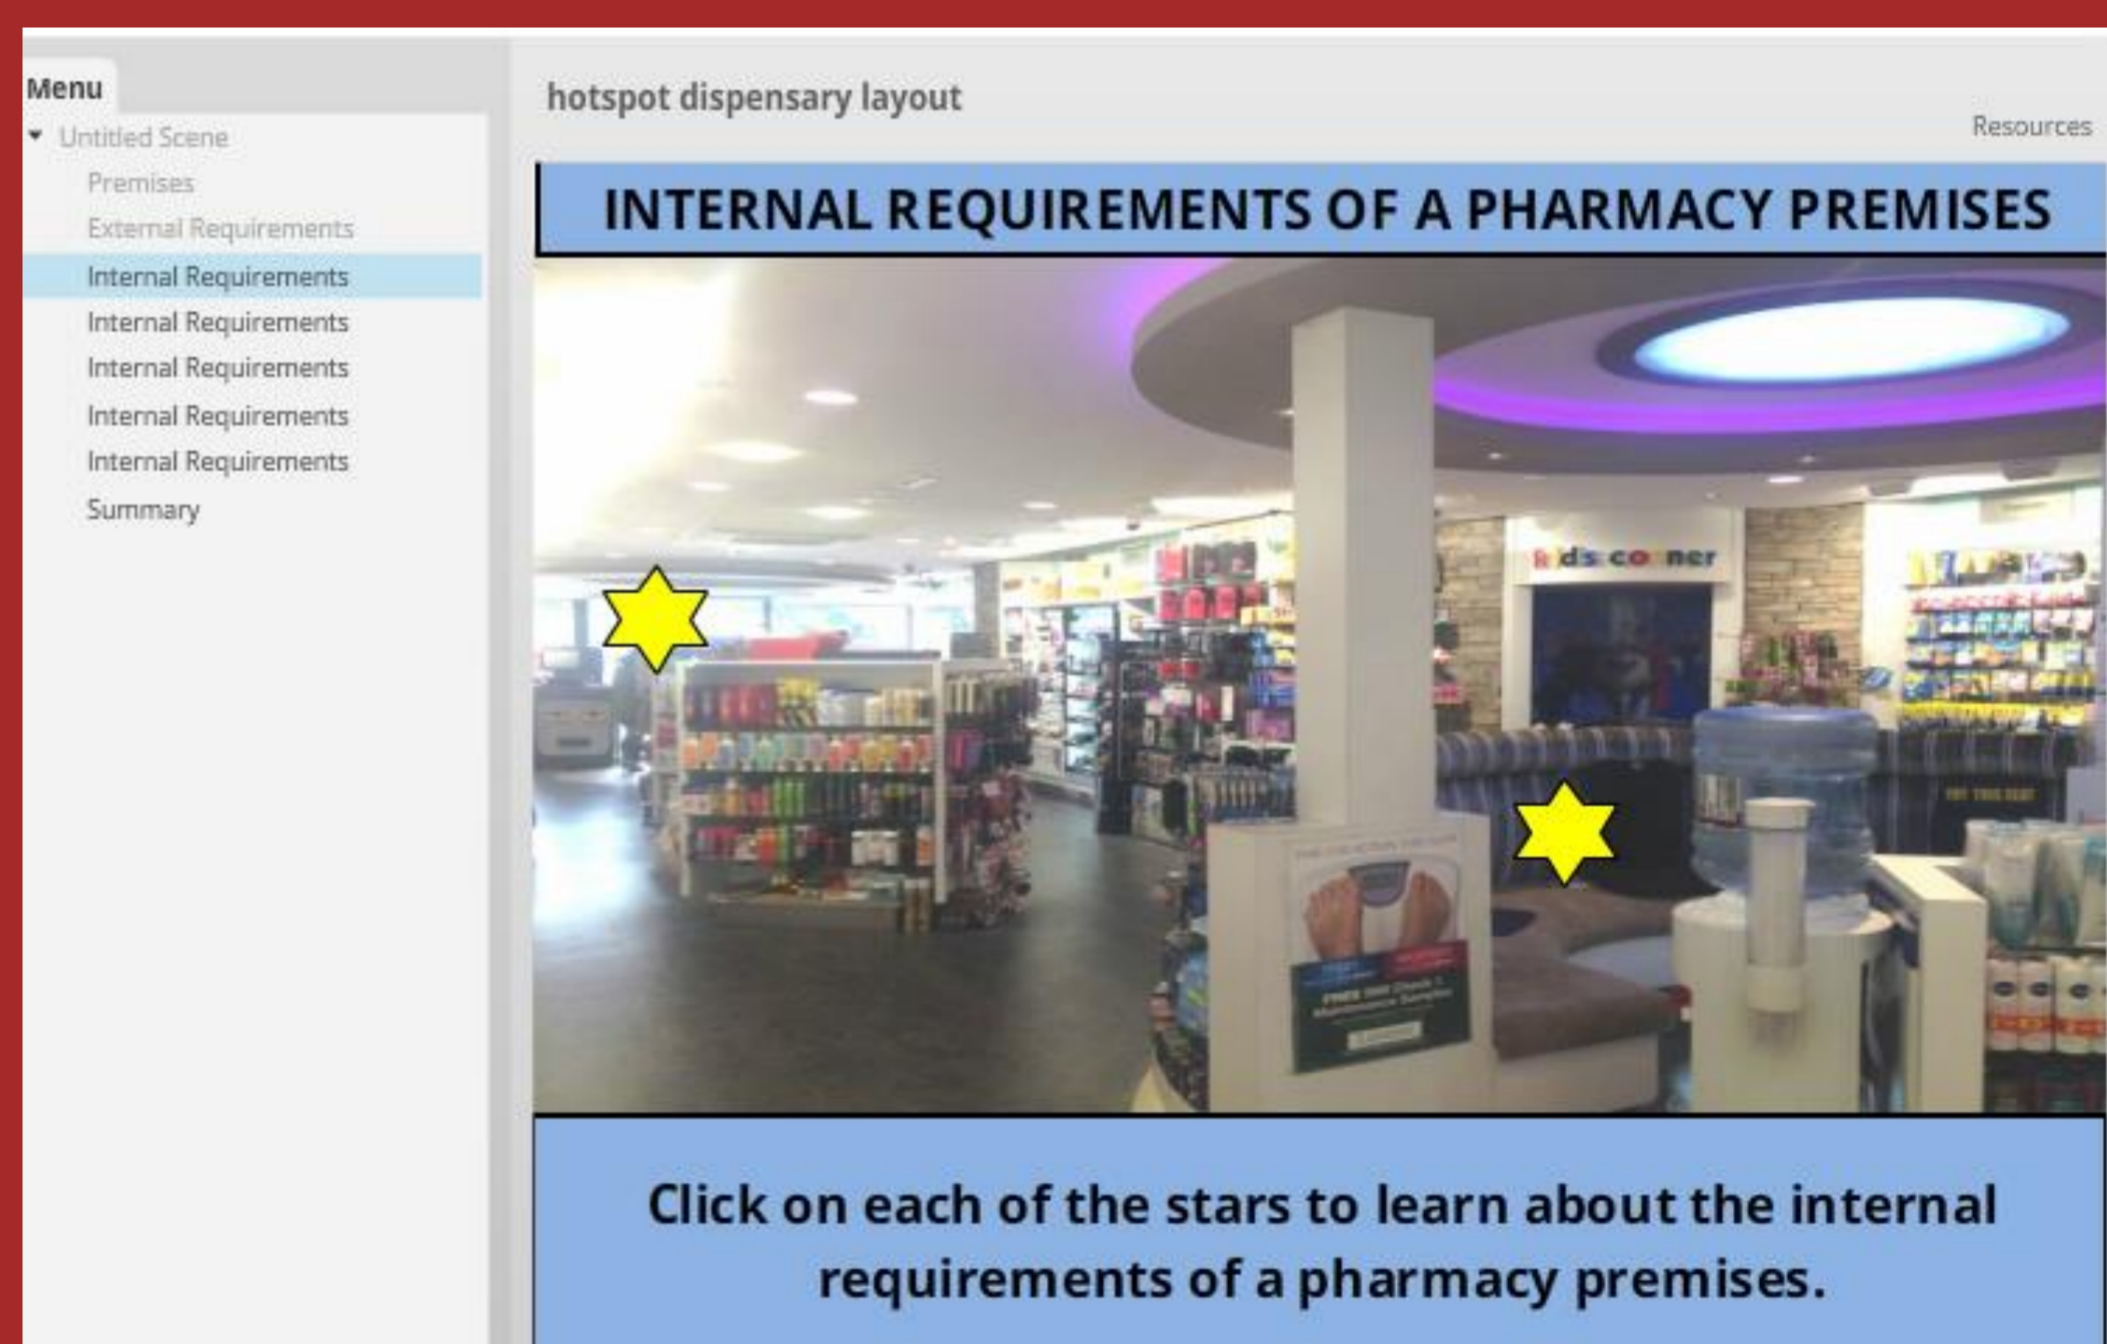 Menu
Untitled Scene
Premises
External Requirements
Internal Requirements
Internal Requirements
Internal Requirements
Internal Requirements
Internal Requirements
Summary
hotspot dispensary layout
Resources
INTERNAL REQUIREMENTS OF A PHARMACY PREMISES
kids corner
Click on each of the stars to learn about the internal
requirements of a pharmacy premises.